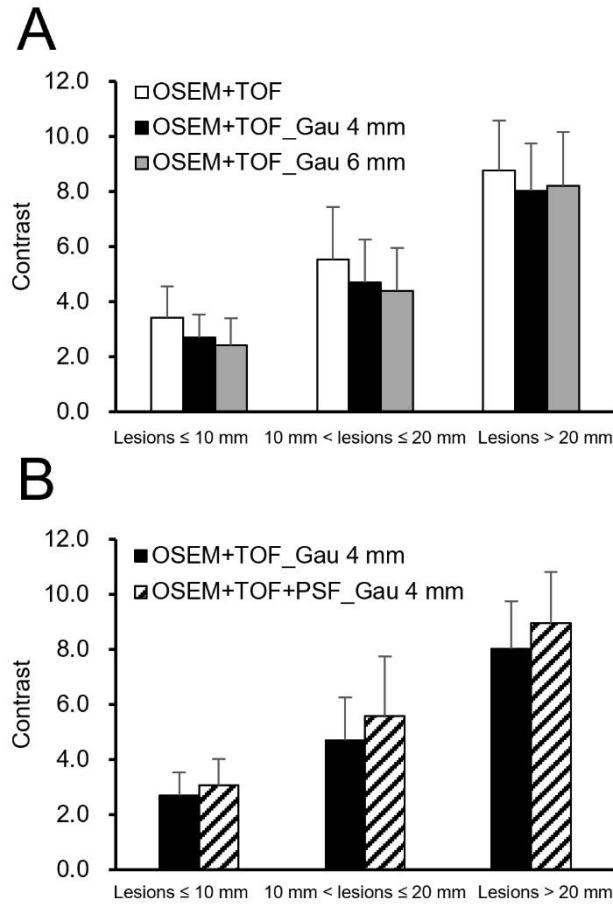 A
12.0
10.0
8.0
6.0
4.0
2.0
0.0
Contrast
OSEM+TOF
OSEM+TOF_Gau 4 mm
OSEM+TOF_Gau 6 mm
Lesions ≤ 10 mm 10 mm < lesions ≤ 20 mm Lesions > 20 mm
B
12.0
10.0
8.0
6.0
4.0
2.0
0.0
Contrast
OSEM+TOF_Gau 4 mm
OSEM+TOF+PSF_Gau 4 mm
Lesions ≤ 10 mm 10 mm < lesions ≤ 20 mm Lesions > 20 mm